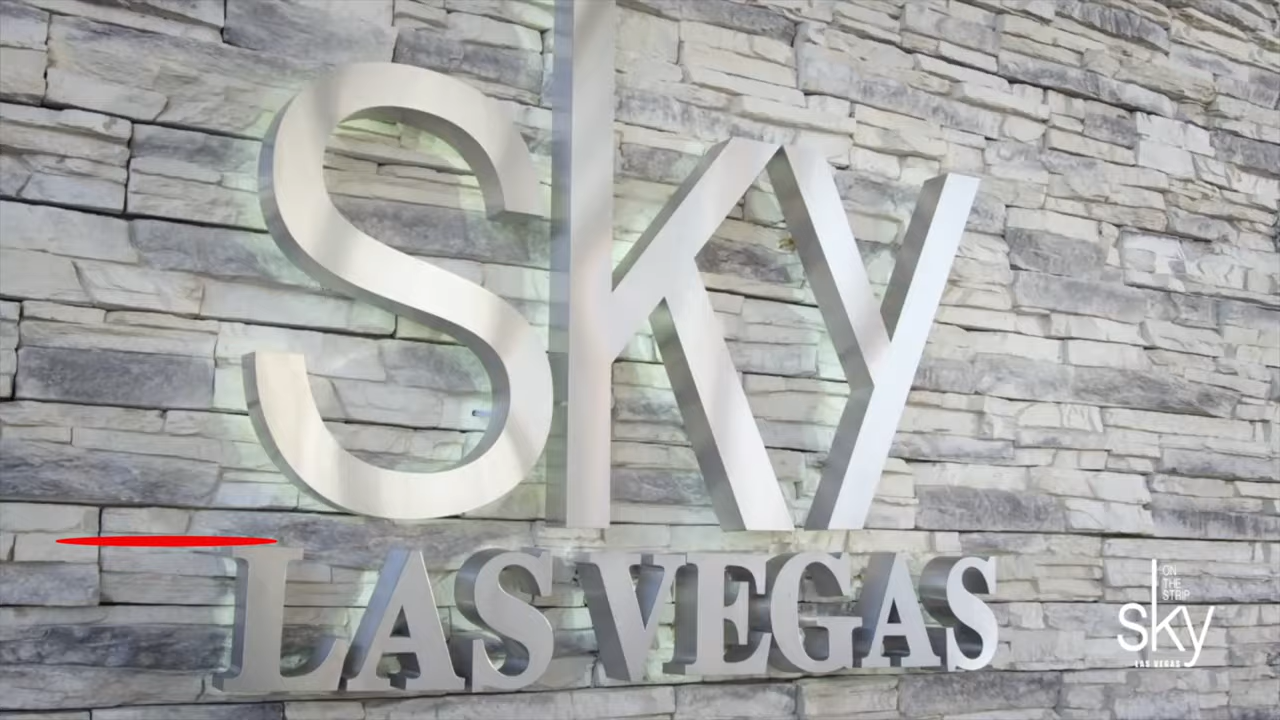 Sky
LAS VEGAS
ON
THE
STRIP
sky
LAS VEGAS